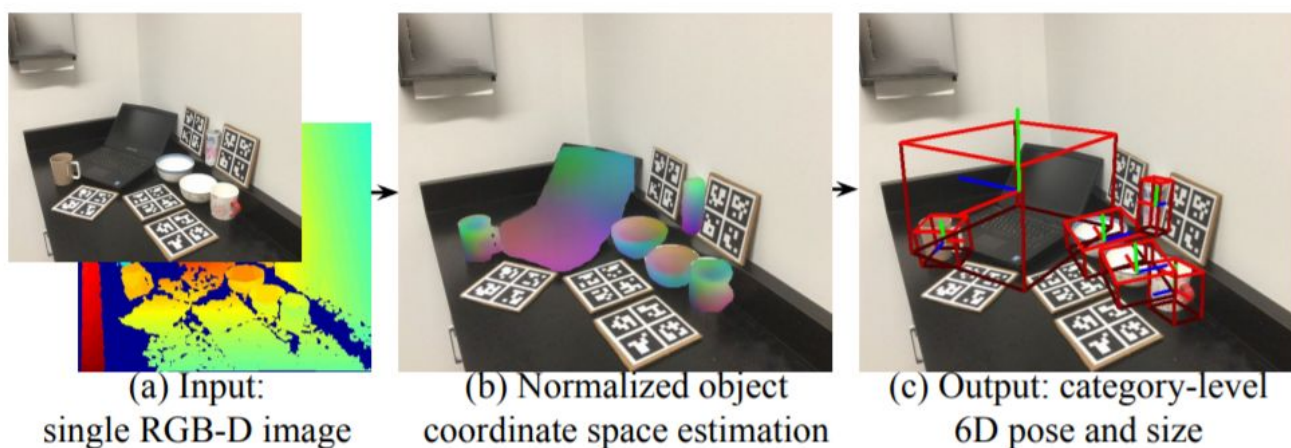 (a) Input:
single RGB-D image
(b) Normalized object
coordinate space estimation
(c) Output: category-level
6D pose and size